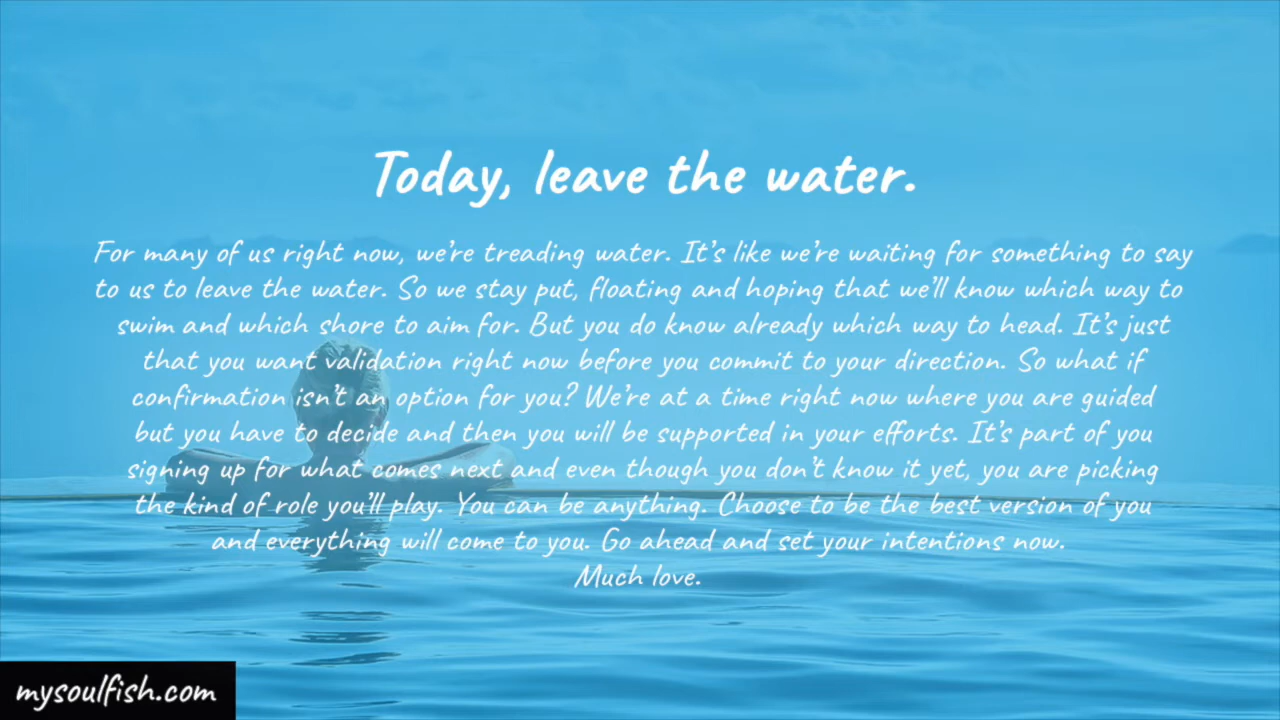 Today, leave the water.
For many of us right now, we're treading water. It's like we're waiting for something to say
to us to leave the water. So we stay put, floating and hoping that we'll know which way to
swim and which shore to aim for. But you do know already which way to head. It's just
that you want validation right now before you commit to your direction. So what if
confirmation isn't an option for you? We're at a time right now where you are guided
but you have to decide and then you will be supported in your efforts. It's part of you
signing up for what comes next and even though you don't know it yet, you are picking
the kind of role you'll play. You can be anything. Choose to be the best version of you
and everything will come to you. Go ahead and set your intentions now.
Much love.
mysoulfish.com